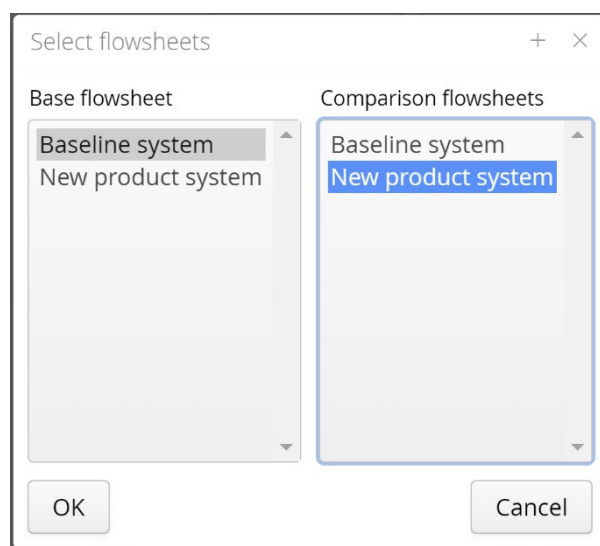 Select flowsheets
Base flowsheet
Baseline system
New product system
Comparison flowsheets
Baseline system
New product system
OK
Cancel